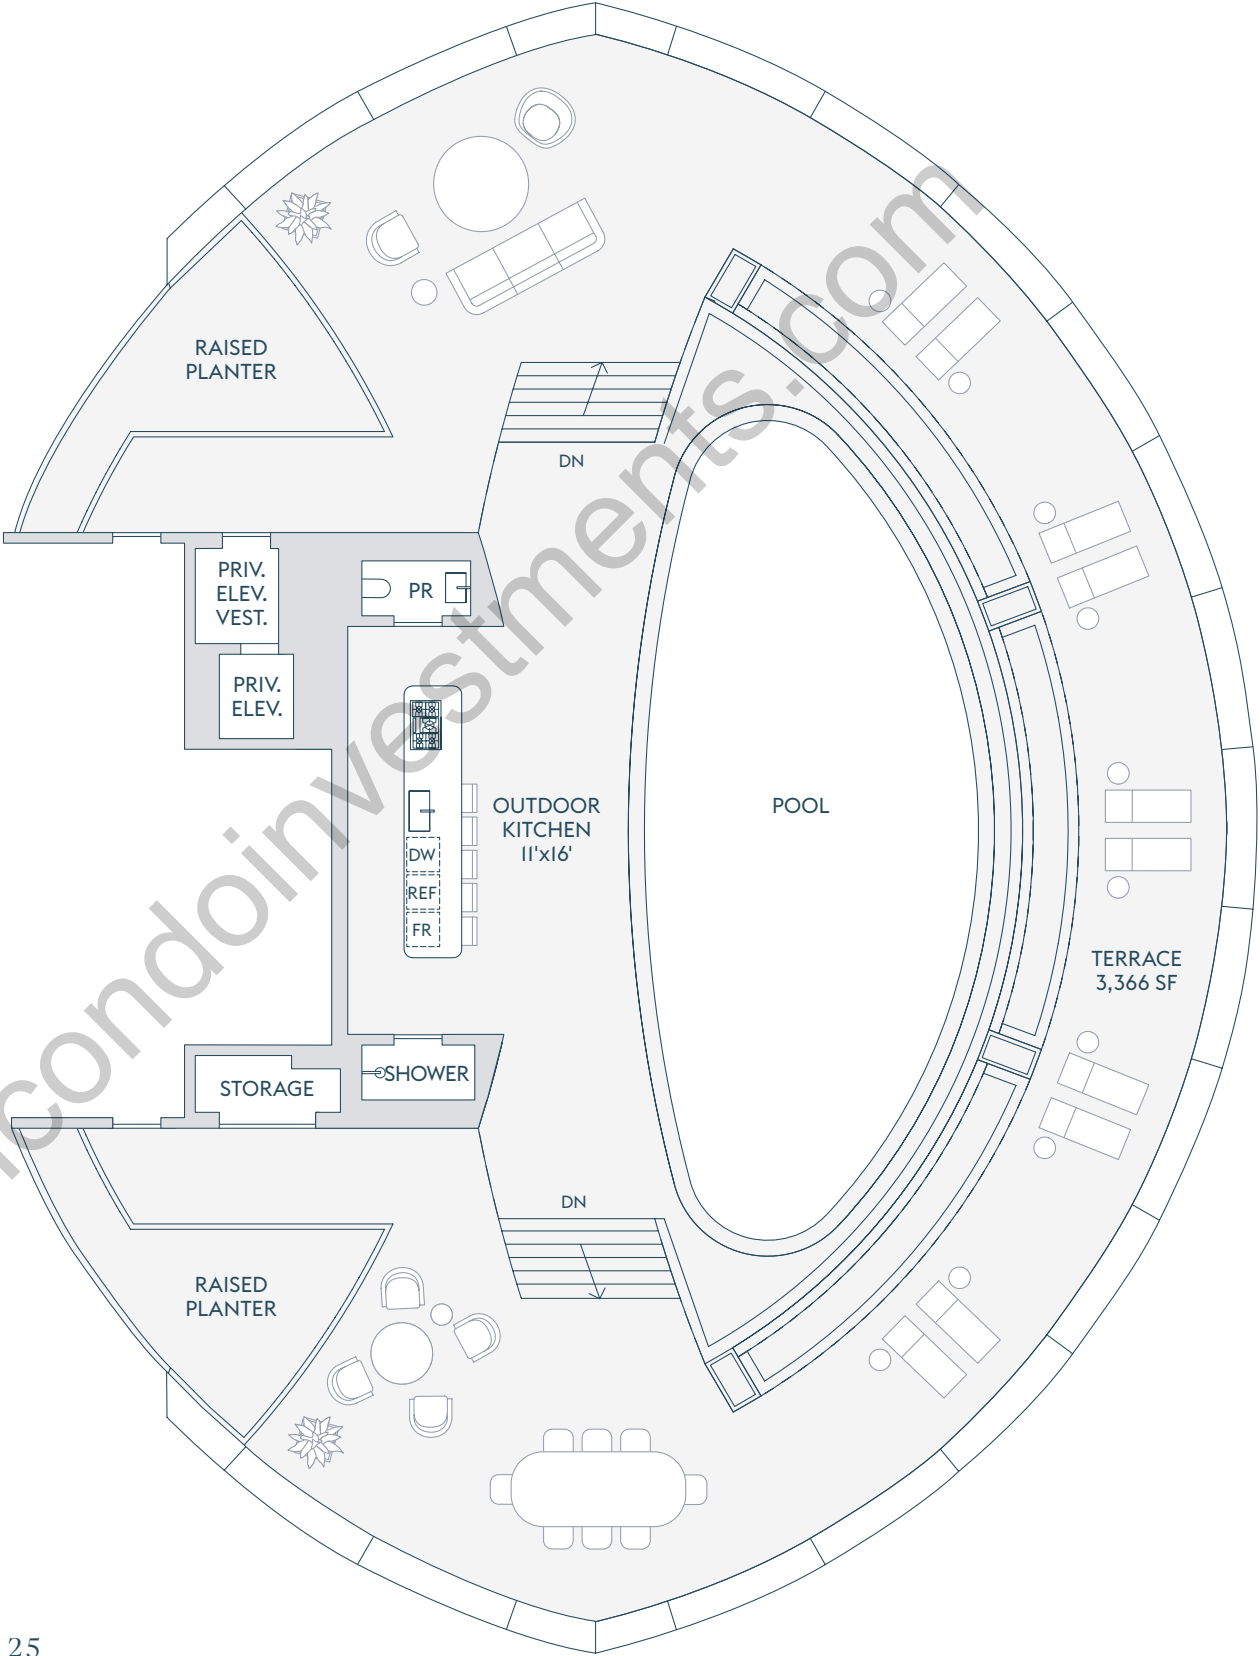 RAISED
PLANTER
DN
PRIV.
ELEV.
VEST.
PR
PRIV.
ELEV.
OUTDOOR
KITCHEN
11'x16'
POOL
DW
REF
FR
TERRACE
3,366 SF
STORAGE
SHOWER
DN
RAISED
PLANTER
25
condoinvestments.com